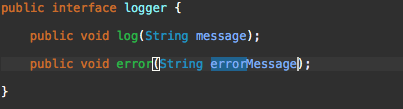 public interface logger {
public void log(String message);
public void error(String errorMessage);
}